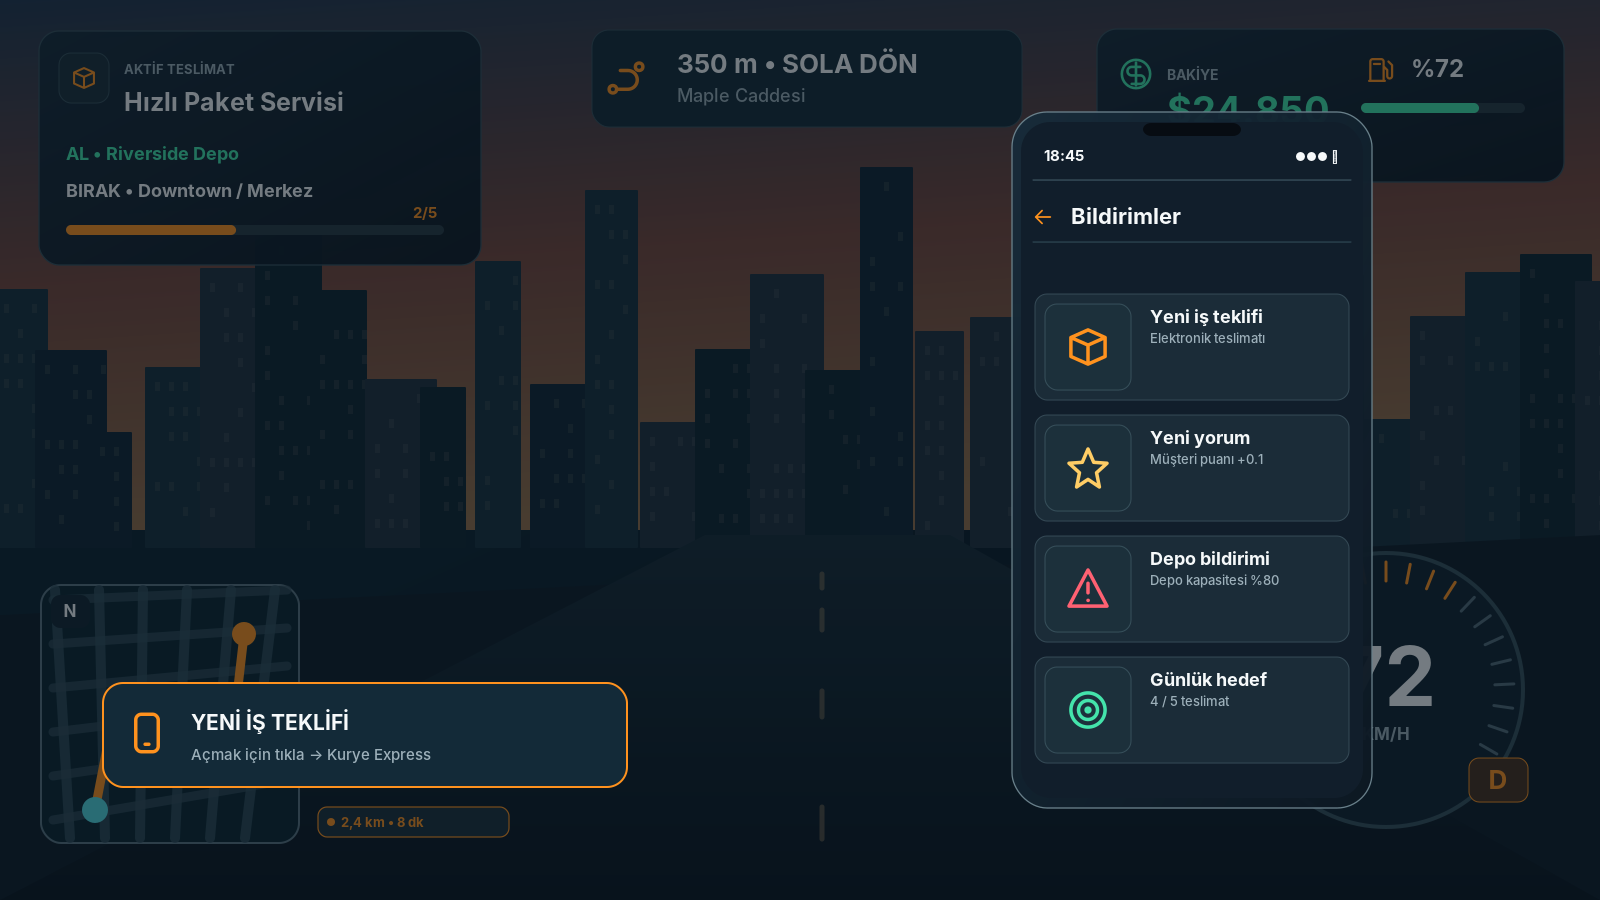 AKTİF TESLİMAT
Hızlı Paket Servisi
AL • Riverside Depo
BIRAK • Downtown / Merkez
2/5
350 m • SOLA DÖN
Maple Caddesi
BAKİYE
$24.850
%72
18:45
Bildirimler
Yeni iş teklifi
Elektronik teslimatı
Yeni yorum
Müşteri puanı +0.1
Depo bildirimi
Depo kapasitesi %80
Günlük hedef
4 / 5 teslimat
N
YENİ İŞ TEKLİFİ
Açmak için tıkla → Kurye Express
2,4 km • 8 dk
72
M/H
D